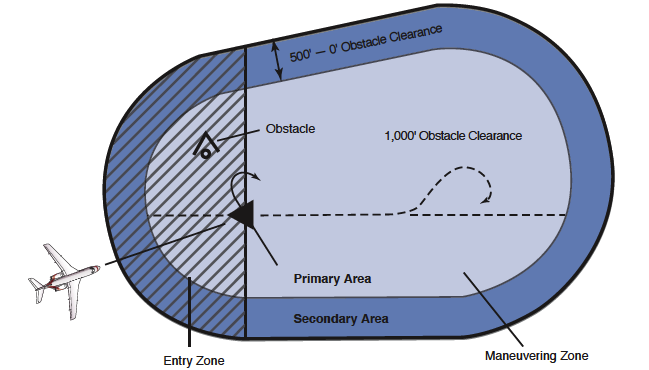 500' — 0' Obstacle Clearance
Obstacle
1,000' Obstacle Clearance
Primary Area
Secondary Area
Entry Zone
Maneuvering Zone